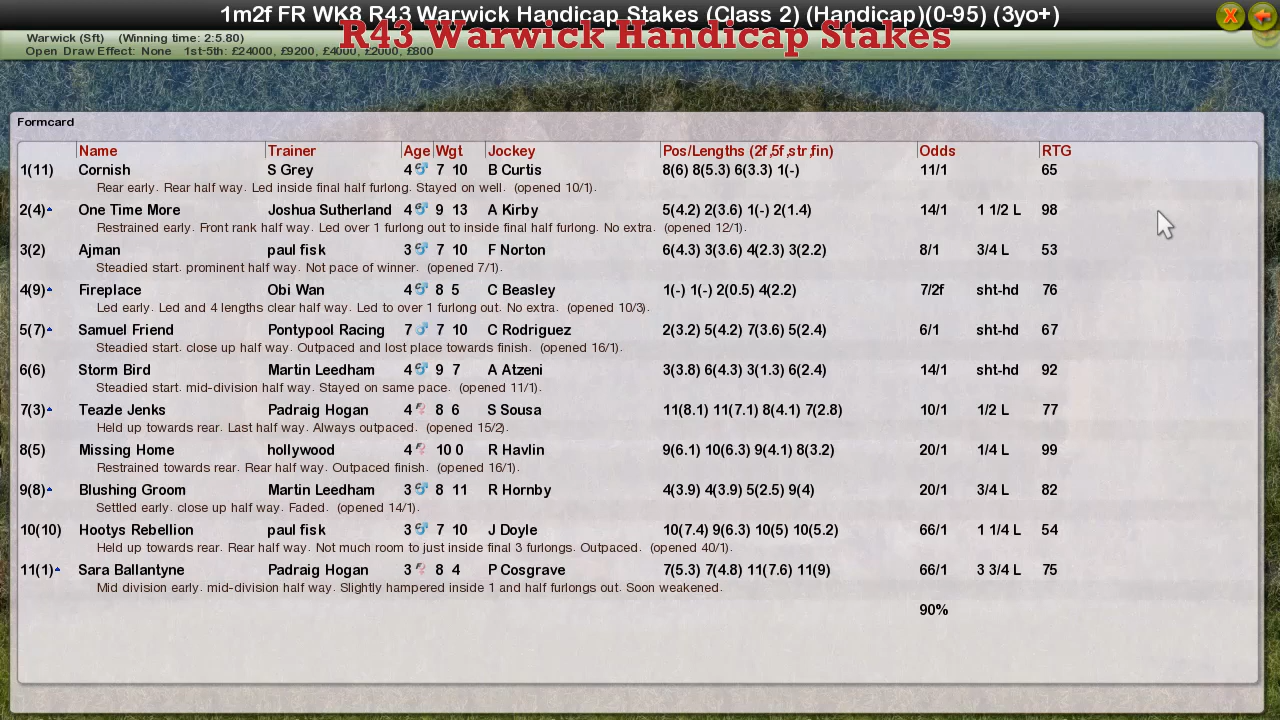 1m2f FR WK8 R43 Warwick Handicap Stakes (Class 2) (Handicap)(0-95) (3yo+)
R43 Warwick Handicap Stakes
Warwick (Sft) (Winning time: 2:5.80)
Open Draw Effect: None 1st-5th: £24000, £9200, £4000, £2000, £800
Formcard
Name Trainer Age Wgt Jockey Pos/Lengths (2f,5f,str,fin) Odds RTG
1(11) Cornish S Grey 4 7 10 B Curtis 8(6) 8(5.3) 6(3.3) 1(-) 11/1 65
Rear early. Rear half way. Led inside final half furlong. Stayed on well. (opened 10/1).
2(4) One Time More Joshua Sutherland 4 9 13 A Kirby 5(4.2) 2(3.6) 1(-) 2(1.4) 14/1 1 1/2 L 98
Restrained early. Front rank half way. Led over 1 furlong out to inside final half furlong. No extra. (opened 12/1).
3(2) Ajman paul fisk 3 7 10 F Norton 6(4.3) 3(3.6) 4(2.3) 3(2.2) 8/1 3/4 L 53
Steadied start. prominent half way. Not pace of winner. (opened 7/1).
4(9) Fireplace Obi Wan 4 8 5 C Beasley 1(-) 1(-) 2(0.5) 4(2.2) 7/2f sht-hd 76
Led early. Led and 4 lengths clear half way. Led to over 1 furlong out. No extra. (opened 10/3).
5(7) Samuel Friend Pontypool Racing 7 7 10 C Rodriguez 2(3.2) 5(4.2) 7(3.6) 5(2.4) 6/1 sht-hd 67
Steadied start. close up half way. Outpaced and lost place towards finish. (opened 16/1).
6(6) Storm Bird Martin Leedham 4 9 7 A Atzeni 3(3.8) 6(4.3) 3(1.3) 6(2.4) 14/1 sht-hd 92
Steadied start. mid-division half way. Stayed on same pace. (opened 11/1).
7(3) Teazle Jenks Padraig Hogan 4 8 6 S Sousa 11(8.1) 11(7.1) 8(4.1) 7(2.8) 10/1 1/2 L 77
Held up towards rear. Last half way. Always outpaced. (opened 15/2).
8(5) Missing Home hollywood 4 10 0 R Havlin 9(6.1) 10(6.3) 9(4.1) 8(3.2) 20/1 1/4 L 99
Restrained towards rear. Rear half way. Outpaced finish. (opened 16/1).
9(8) Blushing Groom Martin Leedham 3 8 11 R Hornby 4(3.9) 4(3.9) 5(2.5) 9(4) 20/1 3/4 L 82
Settled early. close up half way. Faded. (opened 14/1).
10(10) Hootys Rebellion paul fisk 3 7 10 J Doyle 10(7.4) 9(6.3) 10(5) 10(5.2) 66/1 1 1/4 L 54
Held up towards rear. Rear half way. Not much room to just inside final 3 furlongs. Outpaced. (opened 40/1).
11(1) Sara Ballantyne Padraig Hogan 3 8 4 P Cosgrave 7(5.3) 7(4.8) 11(7.6) 11(9) 66/1 3 3/4 L 75
Mid division early. mid-division half way. Slightly hampered inside 1 and half furlongs out. Soon weakened.
90%